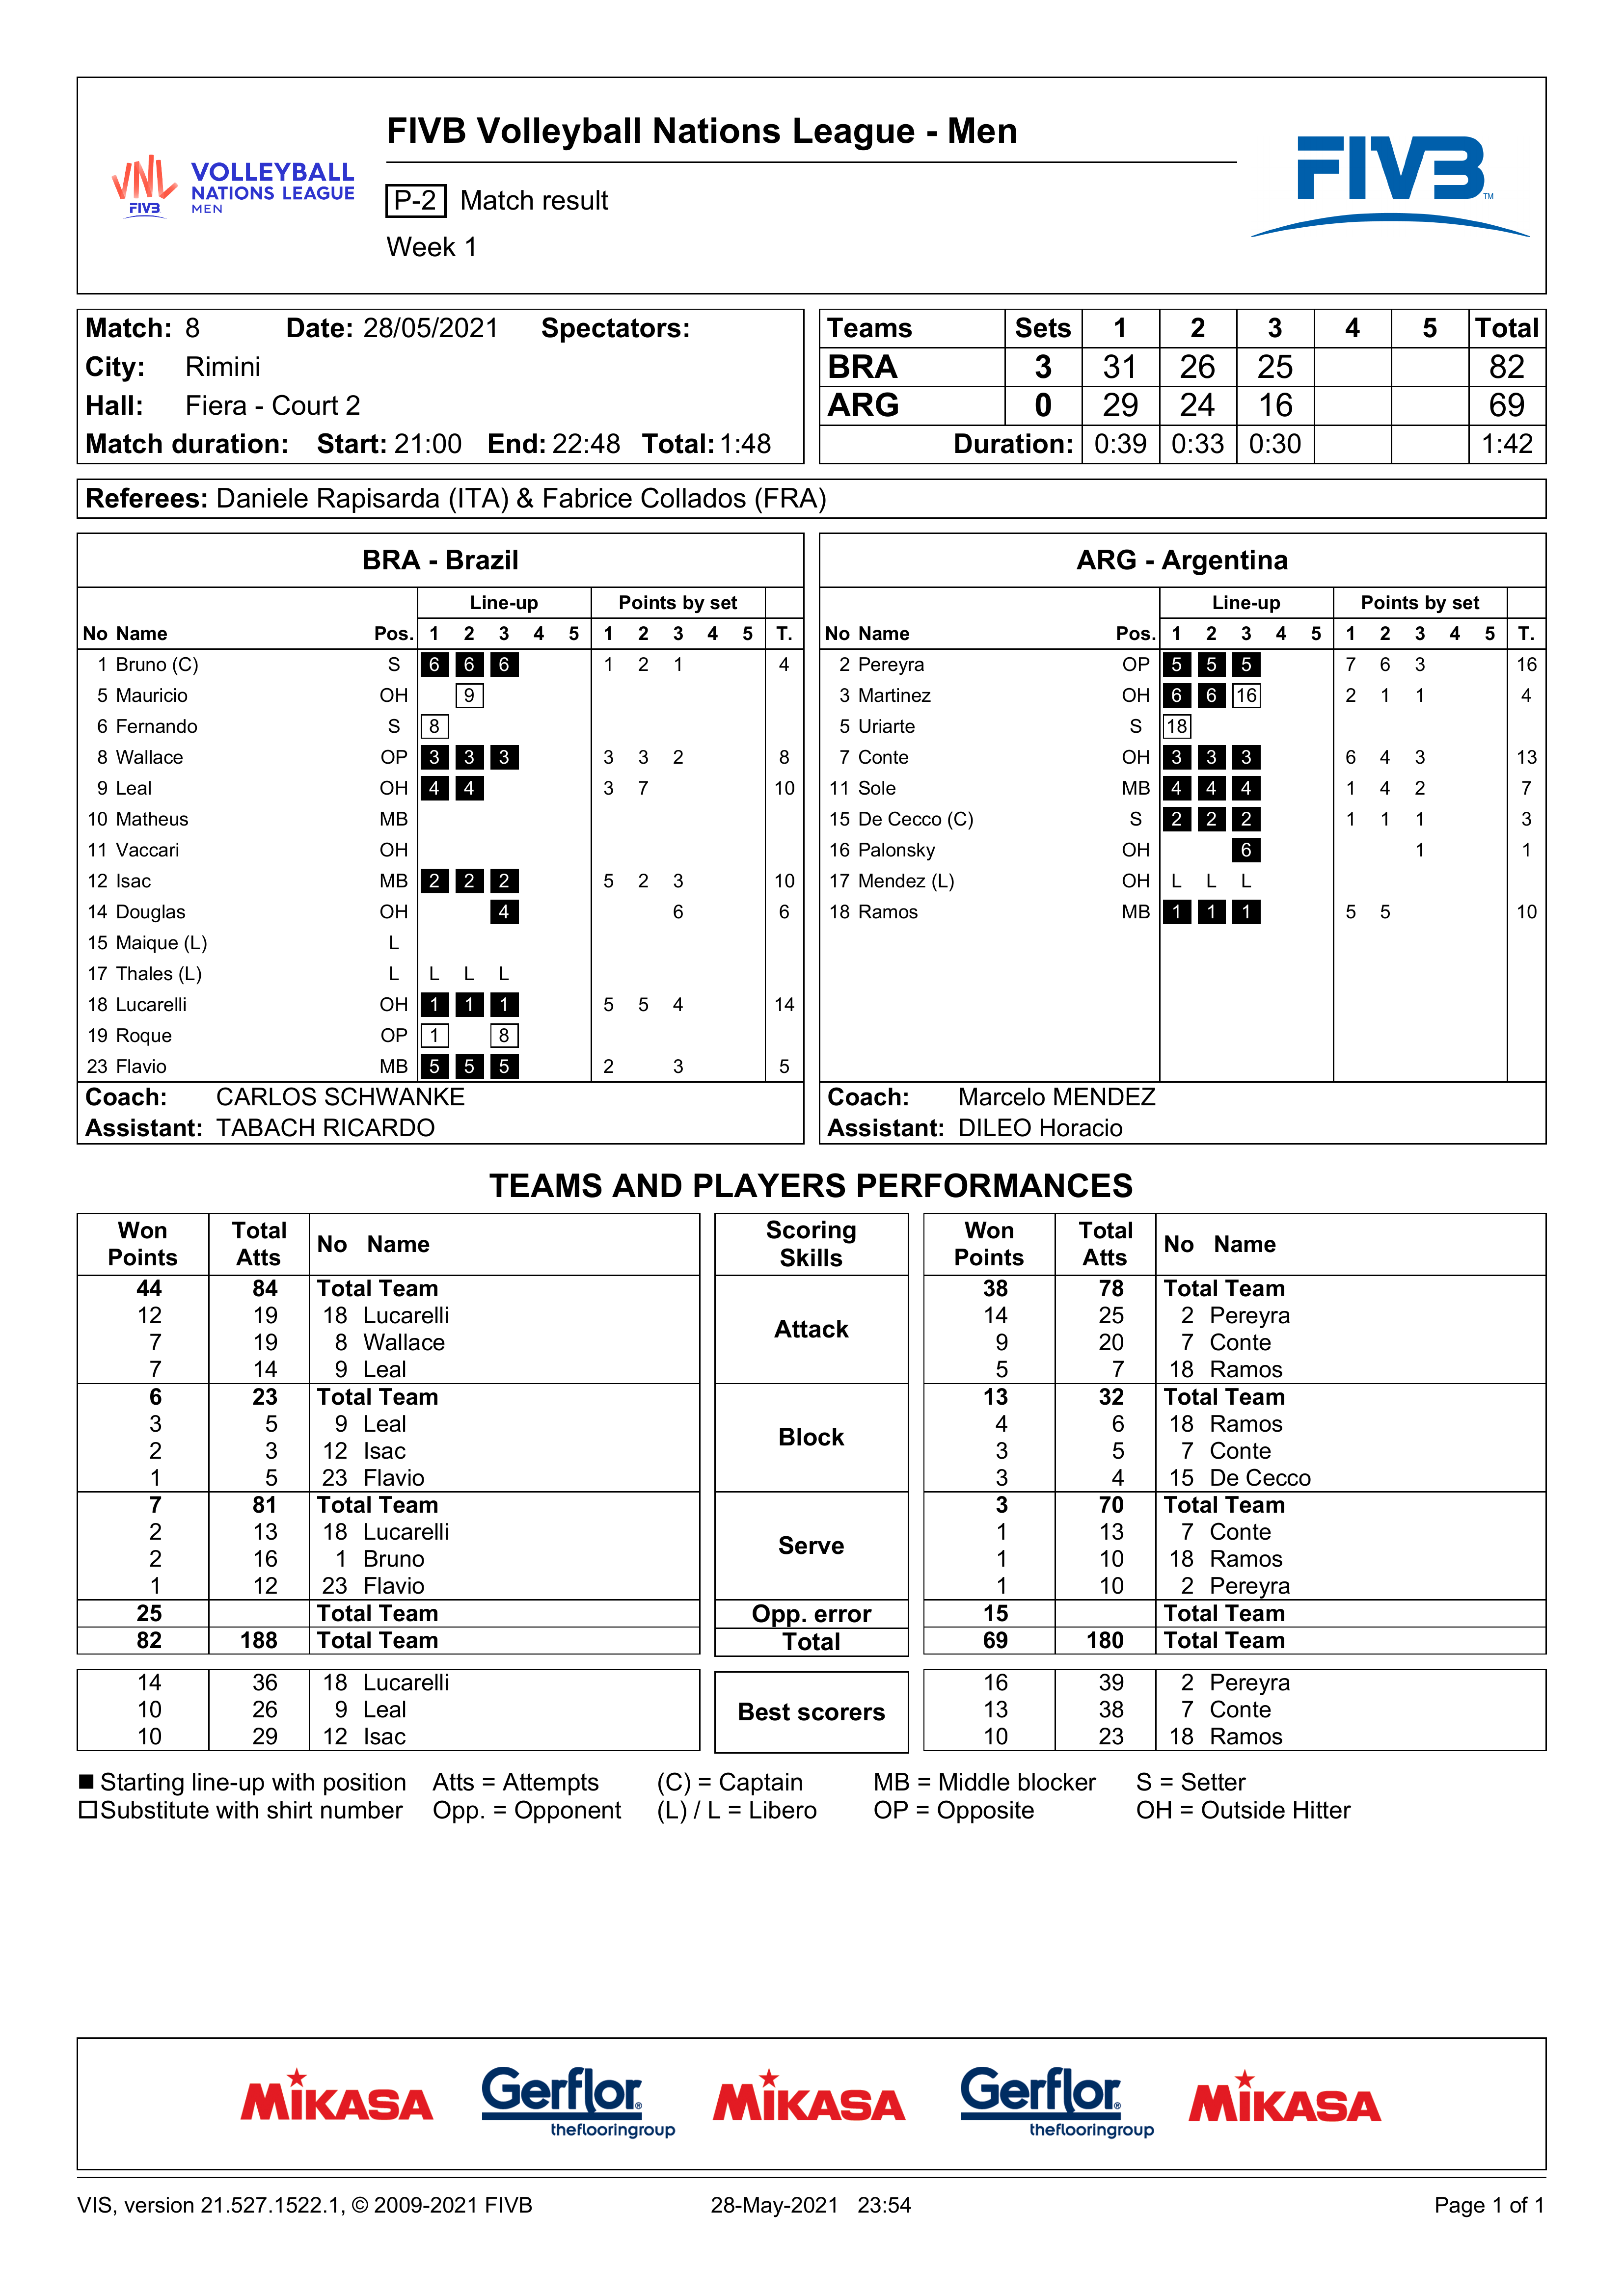 FIVB Volleyball Nations League - Men
VNL FIVB VOLLEYBALL NATIONS LEAGUE MEN
P-2 Match result
Week 1
FIVB TM
Match: 8 Date: 28/05/2021 Spectators:
City: Rimini
Hall: Fiera - Court 2
Match duration: Start: 21:00 End: 22:48 Total: 1:48
Teams Sets 1 2 3 4 5 Total
BRA 3 31 26 25 82
ARG 0 29 24 16 69
Duration: 0:39 0:33 0:30 1:42
Referees: Daniele Rapisarda (ITA) & Fabrice Collados (FRA)
BRA - Brazil
Line-up Points by set
No Name Pos. 1 2 3 4 5 1 2 3 4 5 T.
1 Bruno (C) S 6 6 6 1 2 1 4
5 Mauricio OH 9
6 Fernando S 8
8 Wallace OP 3 3 3 3 3 2 8
9 Leal OH 4 4 3 7 10
10 Matheus MB
11 Vaccari OH
12 Isac MB 2 2 2 5 2 3 10
14 Douglas OH 4 6 6
15 Maique (L) L
17 Thales (L) L L L L
18 Lucarelli OH 1 1 1 5 5 4 14
19 Roque OP 1 8
23 Flavio MB 5 5 5 2 3 5
Coach: CARLOS SCHWANKE
Assistant: TABACH RICARDO
ARG - Argentina
Line-up Points by set
No Name Pos. 1 2 3 4 5 1 2 3 4 5 T.
2 Pereyra OP 5 5 5 7 6 3 16
3 Martinez OH 6 6 16 2 1 1 4
5 Uriarte S 18
7 Conte OH 3 3 3 6 4 3 13
11 Sole MB 4 4 4 1 4 2 7
15 De Cecco (C) S 2 2 2 1 1 1 3
16 Palonsky OH 6 1 1
17 Mendez (L) OH L L L
18 Ramos MB 1 1 1 5 5 10
Coach: Marcelo MENDEZ
Assistant: DILEO Horacio
TEAMS AND PLAYERS PERFORMANCES
Won Points Total Atts No Name Scoring Skills Won Points Total Atts No Name
44 84 Total Team Attack 38 78 Total Team
12 19 18 Lucarelli 14 25 2 Pereyra
7 19 8 Wallace 9 20 7 Conte
7 14 9 Leal 5 7 18 Ramos
6 23 Total Team Block 13 32 Total Team
3 5 9 Leal 4 6 18 Ramos
2 3 12 Isac 3 5 7 Conte
1 5 23 Flavio 3 4 15 De Cecco
7 81 Total Team Serve 3 70 Total Team
2 13 18 Lucarelli 1 13 7 Conte
2 16 1 Bruno 1 10 18 Ramos
1 12 23 Flavio 1 10 2 Pereyra
25 Total Team Opp. error 15 Total Team
82 188 Total Team Total 69 180 Total Team
14 36 18 Lucarelli Best scorers 16 39 2 Pereyra
10 26 9 Leal 13 38 7 Conte
10 29 12 Isac 10 23 18 Ramos
Starting line-up with position Atts = Attempts (C) = Captain MB = Middle blocker S = Setter
Substitute with shirt number Opp. = Opponent (L) / L = Libero OP = Opposite OH = Outside Hitter
MIKASA Gerflor® theflooringgroup MIKASA Gerflor® theflooringgroup MIKASA
VIS, version 21.527.1522.1, © 2009-2021 FIVB 28-May-2021 23:54 Page 1 of 1